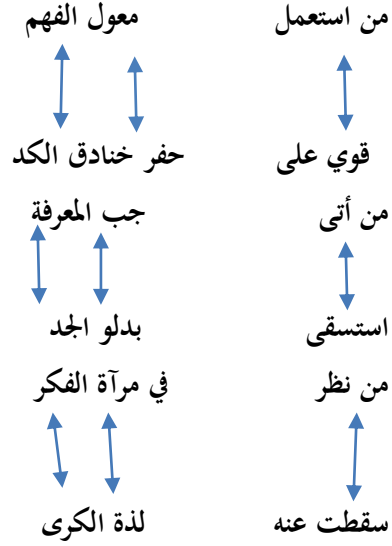 من استعمل معول الفهم
قوي على حفر خنادق الكد
من أتى جب المعرفة
استسقى بدلو الجد
من نظر في مرآة الفكر
سقطت عنه لذة الكرى